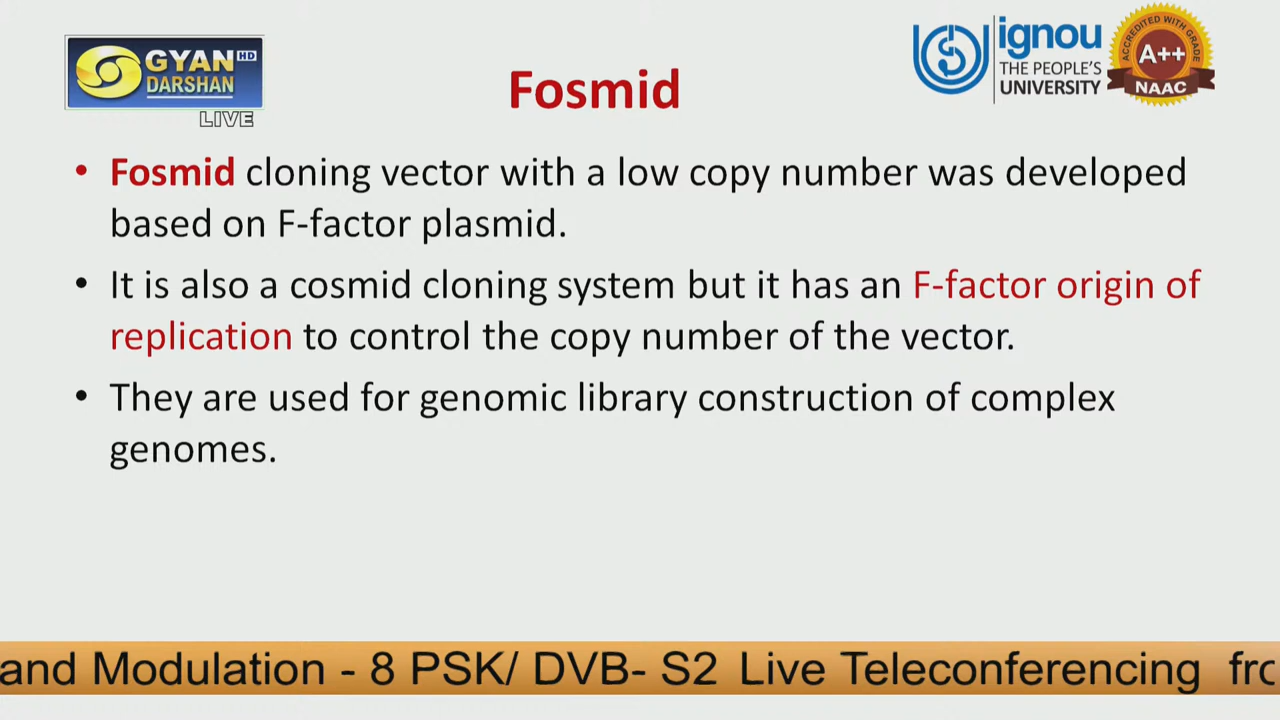 GYAN HD
DARSHAN
LIVE
ignou
THE PEOPLE'S
UNIVERSITY
ACCREDITED WITH GRADE
A++
NAAC
Fosmid
• Fosmid cloning vector with a low copy number was developed
based on F-factor plasmid.
• It is also a cosmid cloning system but it has an F-factor origin of
replication to control the copy number of the vector.
• They are used for genomic library construction of complex
genomes.
and Modulation - 8 PSK/ DVB- S2 Live Teleconferencing